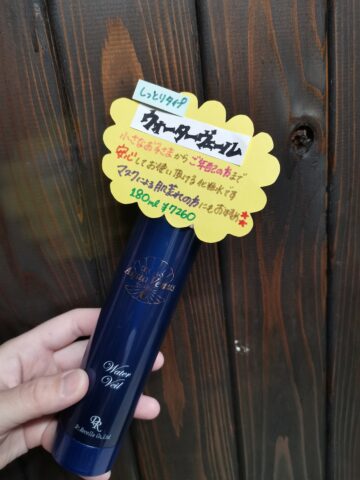 しっとりタイプ
ウォーターヴェール
小さなお子さまからご年配の方まで
安心してお使い頂ける化粧水です
マスクによる肌荒れの方にもお勧め
180ml ¥7260
Water
Veil
DR